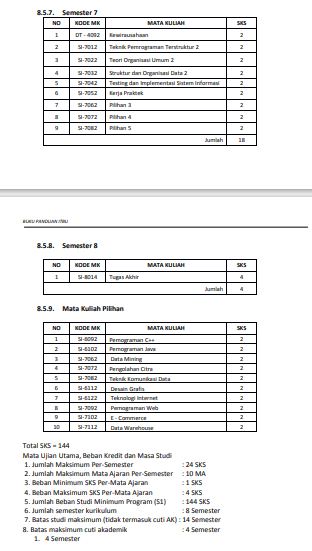 8.5.7. Semester 7
NO KODE MK MATA KULIAH SKS
1 DT - 4092 Kewirausahaan 2
2 SI-7012 Teknik Pemrograman Terstruktur 2 2
3 SI-7022 Teori Organisasi Umum 2 2
4 SI-7032 Struktur dan Organisasi Data 2 2
5 SI-7042 Testing dan Implementasi Sistem Informasi 2
6 SI-7052 Kerja Praktek 2
7 SI-7062 Pilihan 3 2
8 SI-7072 Pilihan 4 2
9 SI-7082 Pilihan 5 2
Jumlah 18
BUKU PANDUAN ITBU
8.5.8. Semester 8
NO KODE MK MATA KULIAH SKS
1 SI-8014 Tugas Akhir 4
Jumlah 4
8.5.9. Mata Kuliah Pilihan
NO KODE MK MATA KULIAH SKS
1 SI-6092 Pemograman C++ 2
2 SI-6102 Pemograman Java 2
3 SI-7062 Data Mining 2
4 SI-7072 Pengolahan Citra 2
5 SI-7082 Teknik Komunikasi Data 2
6 SI-6112 Desain Grafis 2
7 SI-6122 Teknologi Internet 2
8 SI-7092 Pemograman Web 2
9 SI-7102 E - Commerce 2
10 SI-7112 Data Warehouse 2
Total SKS = 144
Mata Ujian Utama, Beban Kredit dan Masa Studi
1. Jumlah Maksimum Per-Semester : 24 SKS
2. Jumlah Maksimum Mata Ajaran Per-Semester : 10 MA
3. Beban Minimum SKS Per-Mata Ajaran : 1 SKS
4. Beban Maksimum SKS Per-Mata Ajaran : 4 SKS
5. Jumlah Beban Studi Minimum Program (S1) : 144 SKS
6. Jumlah semester kurikulum : 8 Semester
7. Batas studi maksimum (tidak termasuk cuti AK) : 14 Semester
8. Batas maksimum cuti akademik : 4 Semester
1. 4 Semester